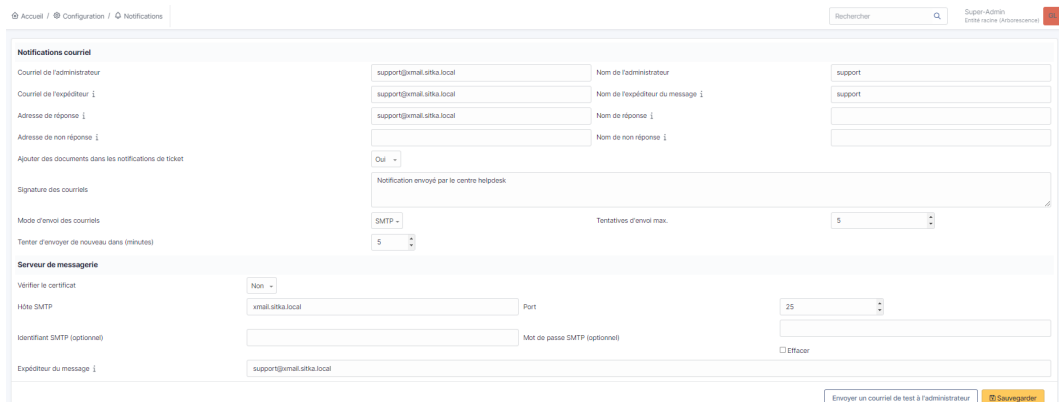 Accueil / Configuration / Notifications
Rechercher
Super-Admin
Entité racine (Arborescence)
Notifications courriel
Courriel de l'administrateur support@xmail.sitka.local Nom de l'administrateur support
Courriel de l'expéditeur i support@xmail.sitka.local Nom de l'expéditeur du message i support
Adresse de réponse i support@xmail.sitka.local Nom de réponse i
Adresse de non réponse i Nom de non réponse i
Ajouter des documents dans les notifications de ticket Oui
Signature des courriels Notification envoyé par le centre helpdesk
Mode d'envoi des courriels SMTP Tentatives d'envoi max. 5
Tenter d'envoyer de nouveau dans (minutes) 5
Serveur de messagerie
Vérifier le certificat Non
Hôte SMTP xmail.sitka.local Port 25
Identifiant SMTP (optionnel) Mot de passe SMTP (optionnel)
Effacer
Expéditeur du message i support@xmail.sitka.local
Envoyer un courriel de test à l'administrateur Sauvegarder